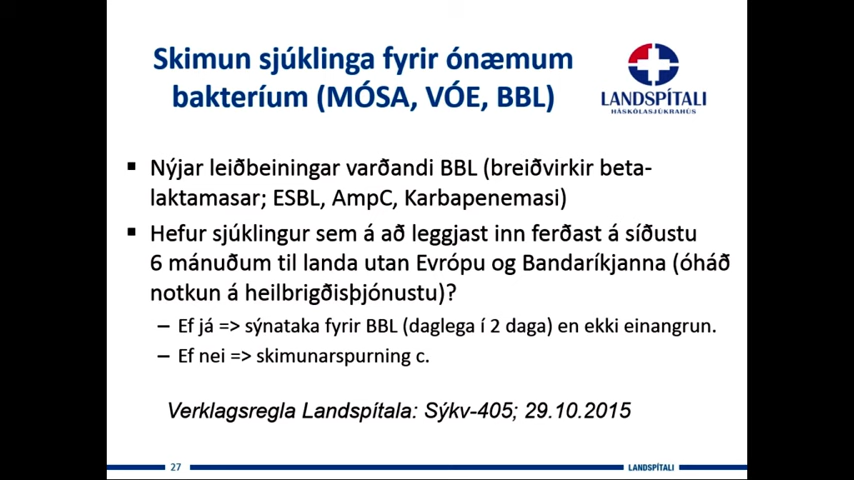 Skimun sjúklinga fyrir ónæmum
bakteríum (MÓSA, VÓE, BBL)
LANDSPÍTALI
HÁSKÓLASJÚKRAHÚS
▪ Nýjar leiðbeiningar varðandi BBL (breiðvirkir beta-
laktamasar; ESBL, AmpC, Karbapenemasi)
▪ Hefur sjúklingur sem á að leggjast inn ferðast á síðustu
6 mánuðum til landa utan Evrópu og Bandaríkjanna (óháð
notkun á heilbrigðisþjónustu)?
– Ef já => sýnataka fyrir BBL (daglega í 2 daga) en ekki einangrun.
– Ef nei => skimunarspurning c.
Verklagsregla Landspítala: Sýkv-405; 29.10.2015
27
LANDSPÍTALI